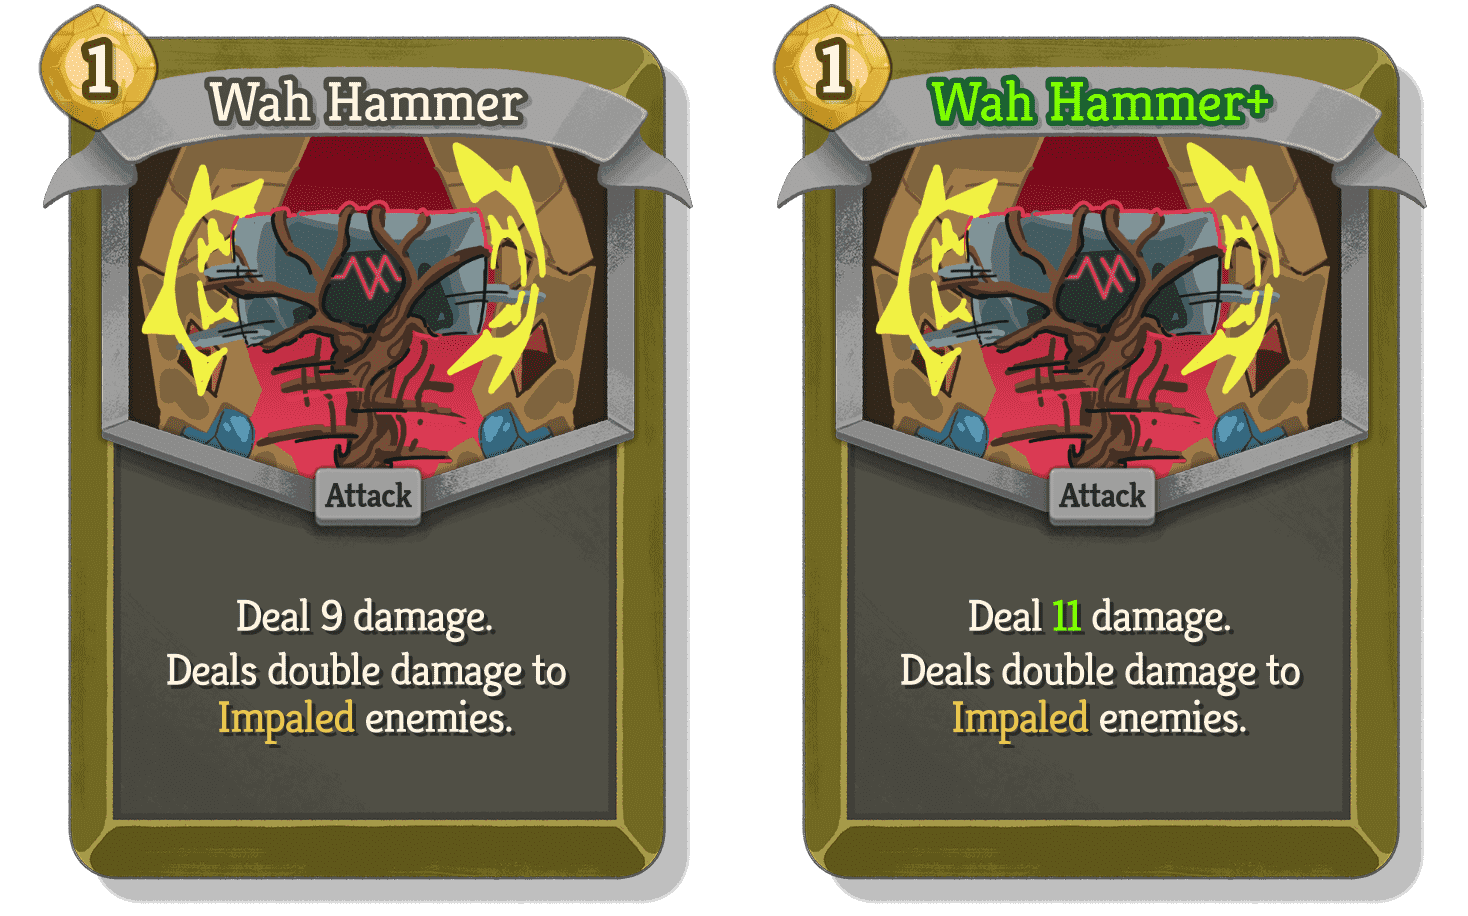 1
Wah Hammer
Attack
Deal 9 damage.
Deals double damage to
Impaled enemies.
1
Wah Hammer+
Attack
Deal 11 damage.
Deals double damage to
Impaled enemies.